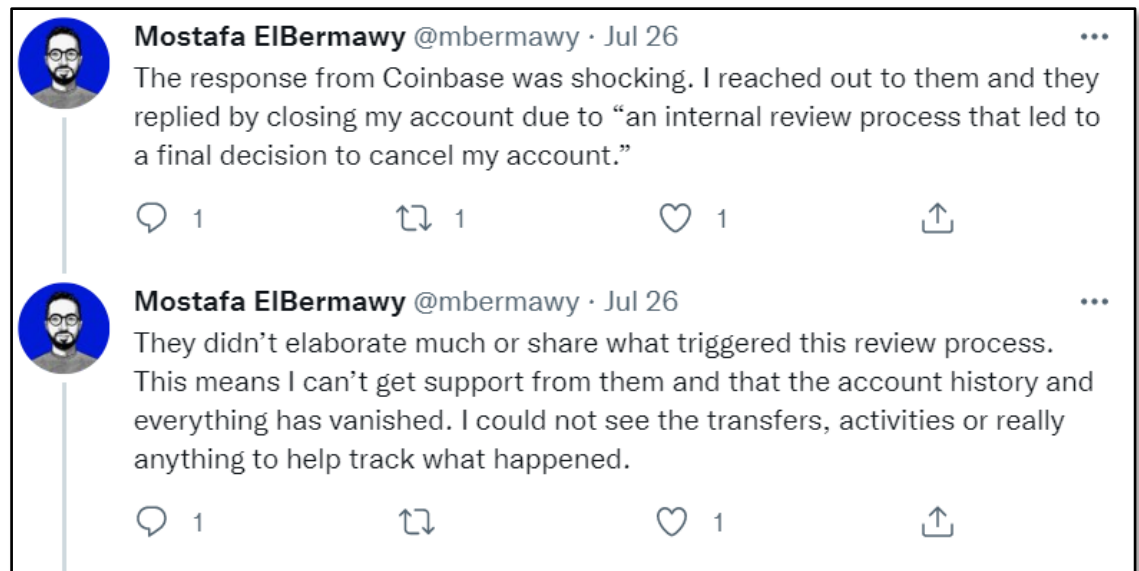 Mostafa ElBermawy @mbermawy · Jul 26
The response from Coinbase was shocking. I reached out to them and they
replied by closing my account due to “an internal review process that led to
a final decision to cancel my account.”
1 1 1
Mostafa ElBermawy @mbermawy · Jul 26
They didn’t elaborate much or share what triggered this review process.
This means I can’t get support from them and that the account history and
everything has vanished. I could not see the transfers, activities or really
anything to help track what happened.
1 1